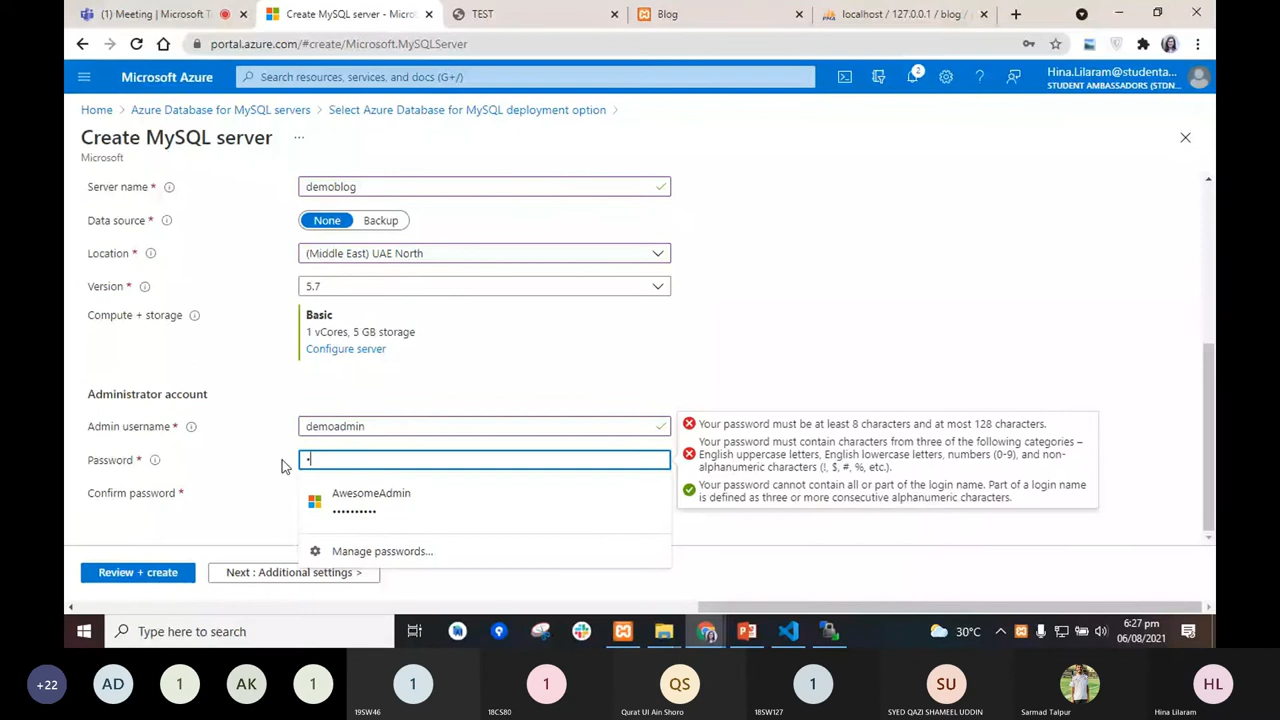 1) Meeting | Microsoft T
Create MySQL server - Micro
TEST
Blog
localhost / 127.0.0.1 / blog /
portal.azure.com/#create/Microsoft.MySQLServer
Microsoft Azure
Search resources, services, and docs (G+/)
2
Hina.Lilaram@studenta...
STUDENT AMBASSADORS (STDN...
Home > Azure Database for MySQL servers > Select Azure Database for MySQL deployment option >
Create MySQL server ...
Microsoft
Server name *
demoblog
Data source *
None Backup
Location *
(Middle East) UAE North
Version *
5.7
Compute + storage
Basic
1 vCores, 5 GB storage
Configure server
Administrator account
Admin username *
demoadmin
Your password must be at least 8 characters and at most 128 characters.
Your password must contain characters from three of the following categories –
English uppercase letters, English lowercase letters, numbers (0-9), and non-
alphanumeric characters (!, $, #, %, etc.).
Your password cannot contain all or part of the login name. Part of a login name
is defined as three or more consecutive alphanumeric characters.
Password *
•
AwesomeAdmin
••••••••••
Confirm password *
Manage passwords...
Review + create
Next : Additional settings >
Type here to search
30°C
6:27 pm
06/08/2021
+22
AD
1
AK
1
1
1
QS
1
SU
HL
19SW46
18CS80
Qurat Ul Ain Shoro
18SW127
SYED QAZI SHAMEEL UDDIN
Sarmad Talpur
Hina Lilaram